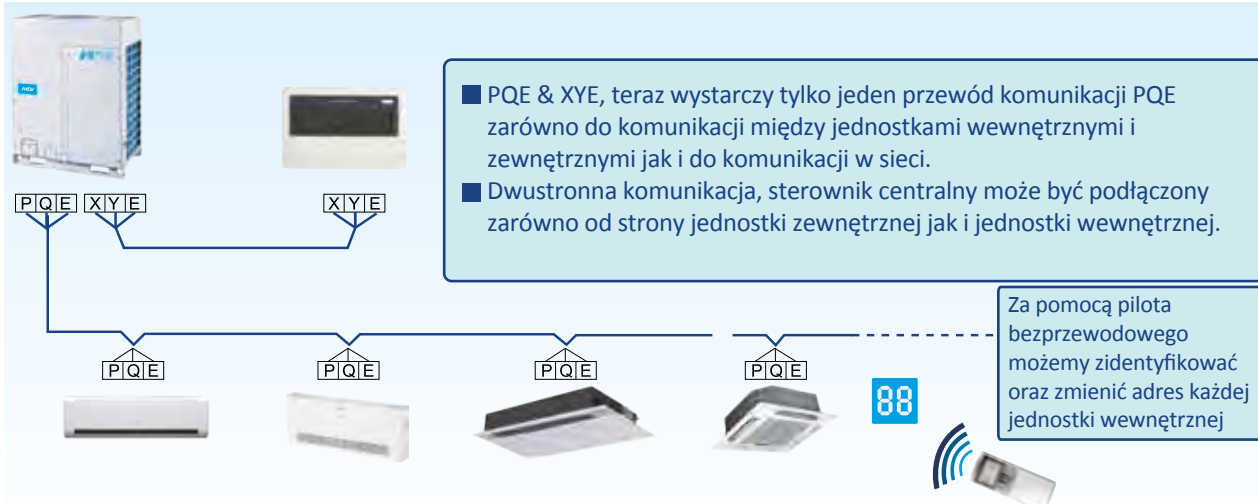 PQE & XYE, teraz wystarczy tylko jeden przewód komunikacji PQE
zarówno do komunikacji między jednostkami wewnętrznymi i
zewnętrznymi jak i do komunikacji w sieci.
Dwustronna komunikacja, sterownik centralny może być podłączony
zarówno od strony jednostki zewnętrznej jak i jednostki wewnętrznej.
P Q E X Y E
X Y E
Za pomocą pilota
bezprzewodowego
możemy zidentyfikować
oraz zmienić adres każdej
jednostki wewnętrznej
P Q E
P Q E
P Q E
P Q E
88